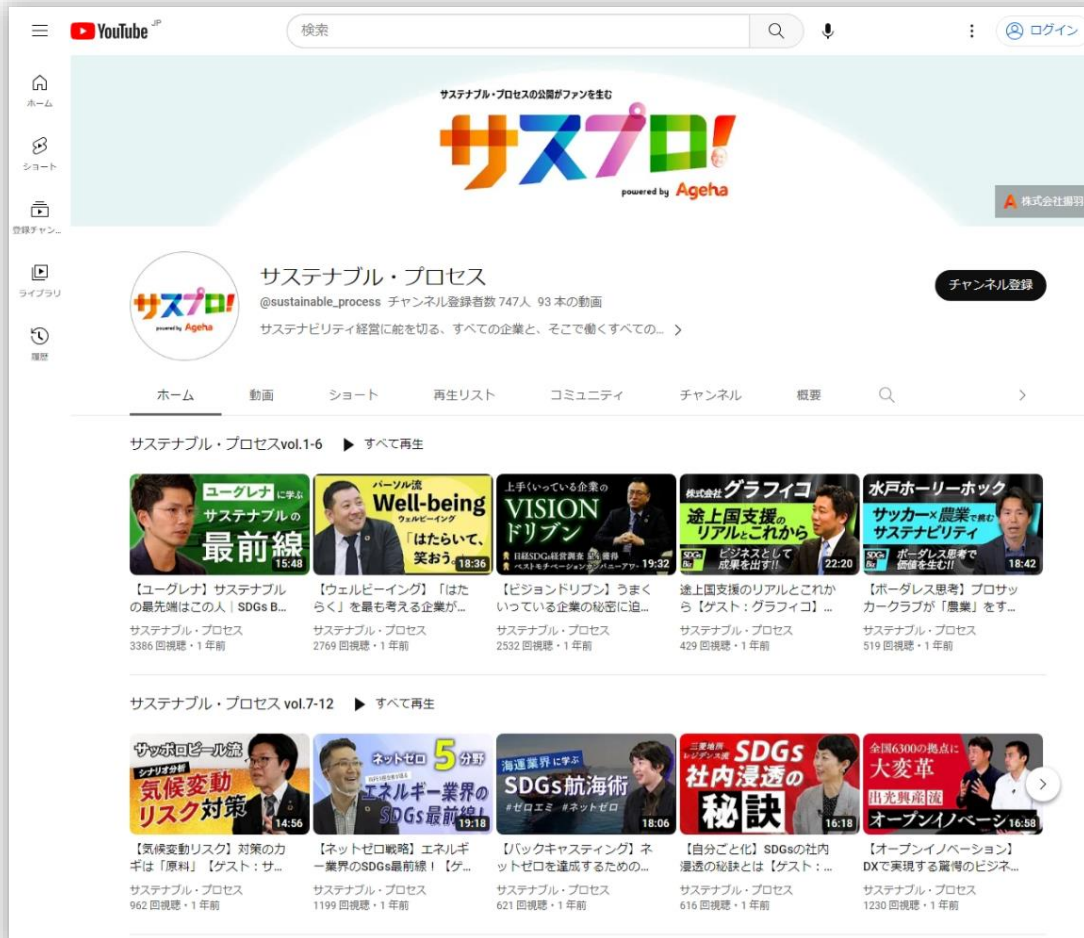 YouTube JP
検索
ログイン
ホーム
ショート
登録チャン...
ライブラリ
履歴
サステナブル・プロセスの公開がファンを生む
サスプロ!
powered by Ageha
株式会社揚羽
サスプロ!
powered by Ageha
サステナブル・プロセス
@sustainable_process チャンネル登録者数 747人 93 本の動画
サステナビリティ経営に舵を切る、すべての企業と、そこで働くすべての...
チャンネル登録
ホーム 動画 ショート 再生リスト コミュニティ チャンネル 概要
サステナブル・プロセスvol.1-6 すべて再生
ユーグレナに学ぶ
サステナブルの
最前線
15:48
パーソル流
Well-being
ウェルビーイング
「はたらいて、
笑おう。
18:36
上手くいっている企業の
VISION
ドリブン
日経SDGs経営調査
獲得
ベストモチベーションカンパニーアワー
19:32
株式会社グラフィコ
途上国支援の
リアルとこれから
SDGs
Biz
ビジネスとして
成果を出す!!
22:20
水戸ホーリーホック
サッカー×農業で挑む
サステナビリティ
SDGs
Biz
ボーダレス思考で
価値を生む!!
18:42
【ユーグレナ】サステナブル
の最先端はこの人｜SDGs B...
サステナブル・プロセス
3386 回視聴・1 年前
【ウェルビーイング】「はた
らく」を最も考える企業が...
サステナブル・プロセス
2769 回視聴・1 年前
【ビジョンドリブン】うまく
いっている企業の秘密に迫...
サステナブル・プロセス
2532 回視聴・1 年前
途上国支援のリアルとこれか
ら【ゲスト：グラフィコ】...
サステナブル・プロセス
429 回視聴・1 年前
【ボーダレス思考】プロサッ
カークラブが「農業」をす...
サステナブル・プロセス
519 回視聴・1 年前
サステナブル・プロセス vol.7-12 すべて再生
サッポロビール流
シナリオ分析
気候変動
リスク対策
14:56
ネットゼロ 5 分野
エネルギー業界の
SDGs最前線!
19:18
海運業界に学ぶ
SDGs航海術
#ゼロエミ #ネットゼロ
18:06
三菱地所
レジデンス流
SDGs
社内浸透の
秘訣
16:18
全国6300の拠点に
大変革
出光興産流
オープンイノベーシ
16:58
【気候変動リスク】対策のカ
ギは「原料」【ゲスト：サ...
サステナブル・プロセス
962 回視聴・1 年前
【ネットゼロ戦略】エネルギ
ー業界のSDGs最前線！【ゲ...
サステナブル・プロセス
1199 回視聴・1 年前
【バックキャスティング】ネ
ットゼロを達成するための...
サステナブル・プロセス
621 回視聴・1 年前
【自分ごと化】SDGsの社内
浸透の秘訣とは【ゲスト：...
サステナブル・プロセス
616 回視聴・1 年前
【オープンイノベーション】
DXで実現する驚愕のビジネ...
サステナブル・プロセス
1230 回視聴・1 年前